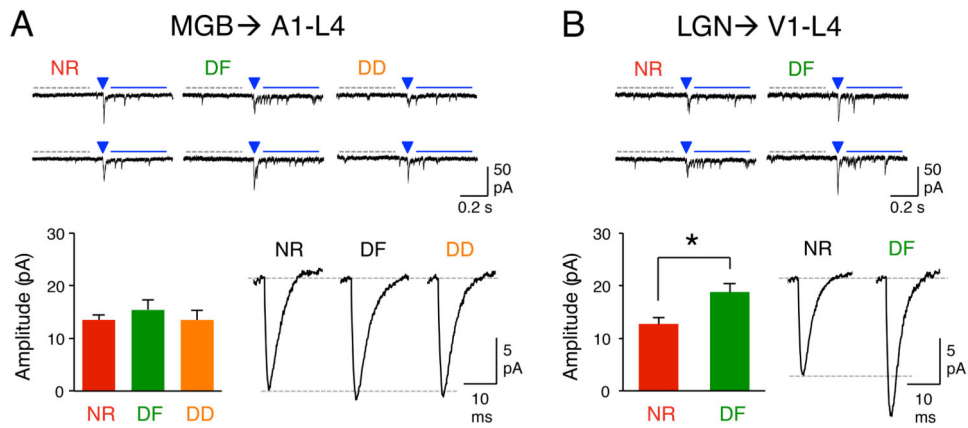 A MGB→ A1-L4
NR DF DD
50
pA
0.2 s
30
20
10
0
Amplitude (pA)
NR DF DD
NR DF DD
5
pA
10
ms
B LGN→ V1-L4
NR DF
50
pA
0.2 s
30
20
10
0
Amplitude (pA)
*
NR DF
NR DF
5
pA
10
ms